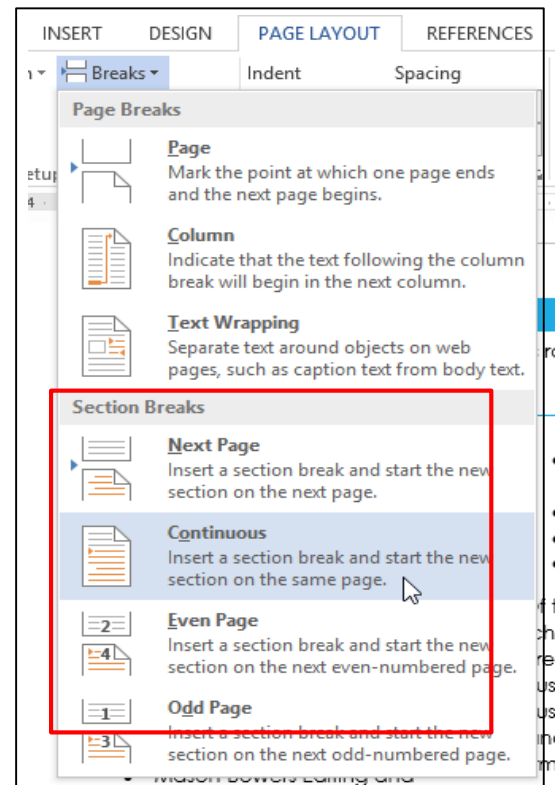 INSERT DESIGN PAGE LAYOUT REFERENCES
Breaks Indent Spacing
Page Breaks
Page
Mark the point at which one page ends
and the next page begins.
Column
Indicate that the text following the column
break will begin in the next column.
Text Wrapping
Separate text around objects on web
pages, such as caption text from body text.
Section Breaks
Next Page
Insert a section break and start the new
section on the next page.
Continuous
Insert a section break and start the new
section on the same page.
2
Even Page
4
Insert a section break and start the new
section on the next even-numbered page.
1
Odd Page
3
Insert a section break and start the new
section on the next odd-numbered page.